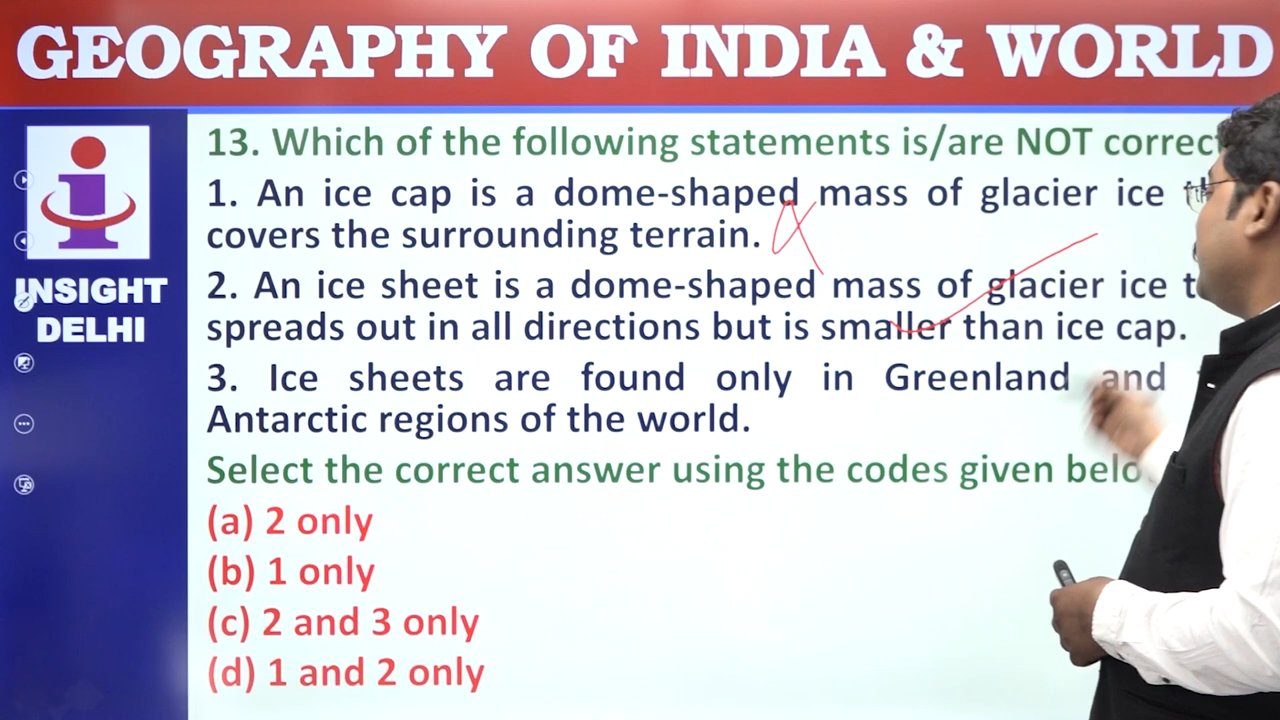 GEOGRAPHY OF INDIA & WORLD
INSIGHT
DELHI
13. Which of the following statements is/are NOT correct
1. An ice cap is a dome-shaped mass of glacier ice
covers the surrounding terrain.
2. An ice sheet is a dome-shaped mass of glacier ice
spreads out in all directions but is smaller than ice cap.
3. Ice sheets are found only in Greenland and
Antarctic regions of the world.
Select the correct answer using the codes given
(a) 2 only
(b) 1 only
(c) 2 and 3 only
(d) 1 and 2 only